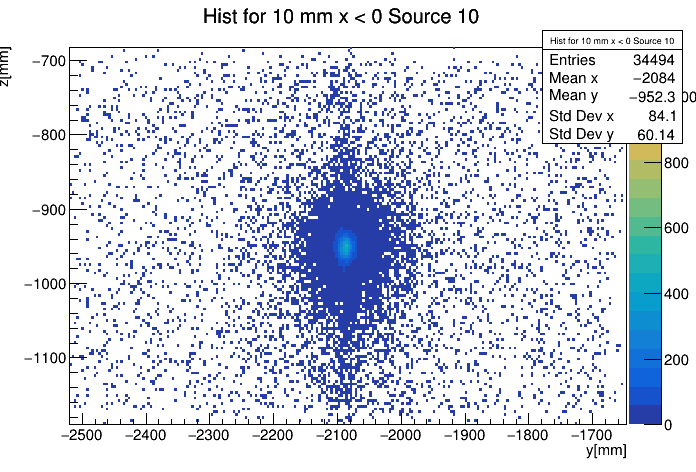 Hist for 10 mm x < 0 Source 10
Hist for 10 mm x < 0 Source 10
Entries 34494
Mean x −2084
Mean y −952.3
Std Dev x 84.1
Std Dev y 60.14
z[mm]
−700
−800
−900
−1000
−1100
00
800
600
400
200
0
−2500 −2400 −2300 −2200 −2100 −2000 −1900 −1800 −1700
y[mm]